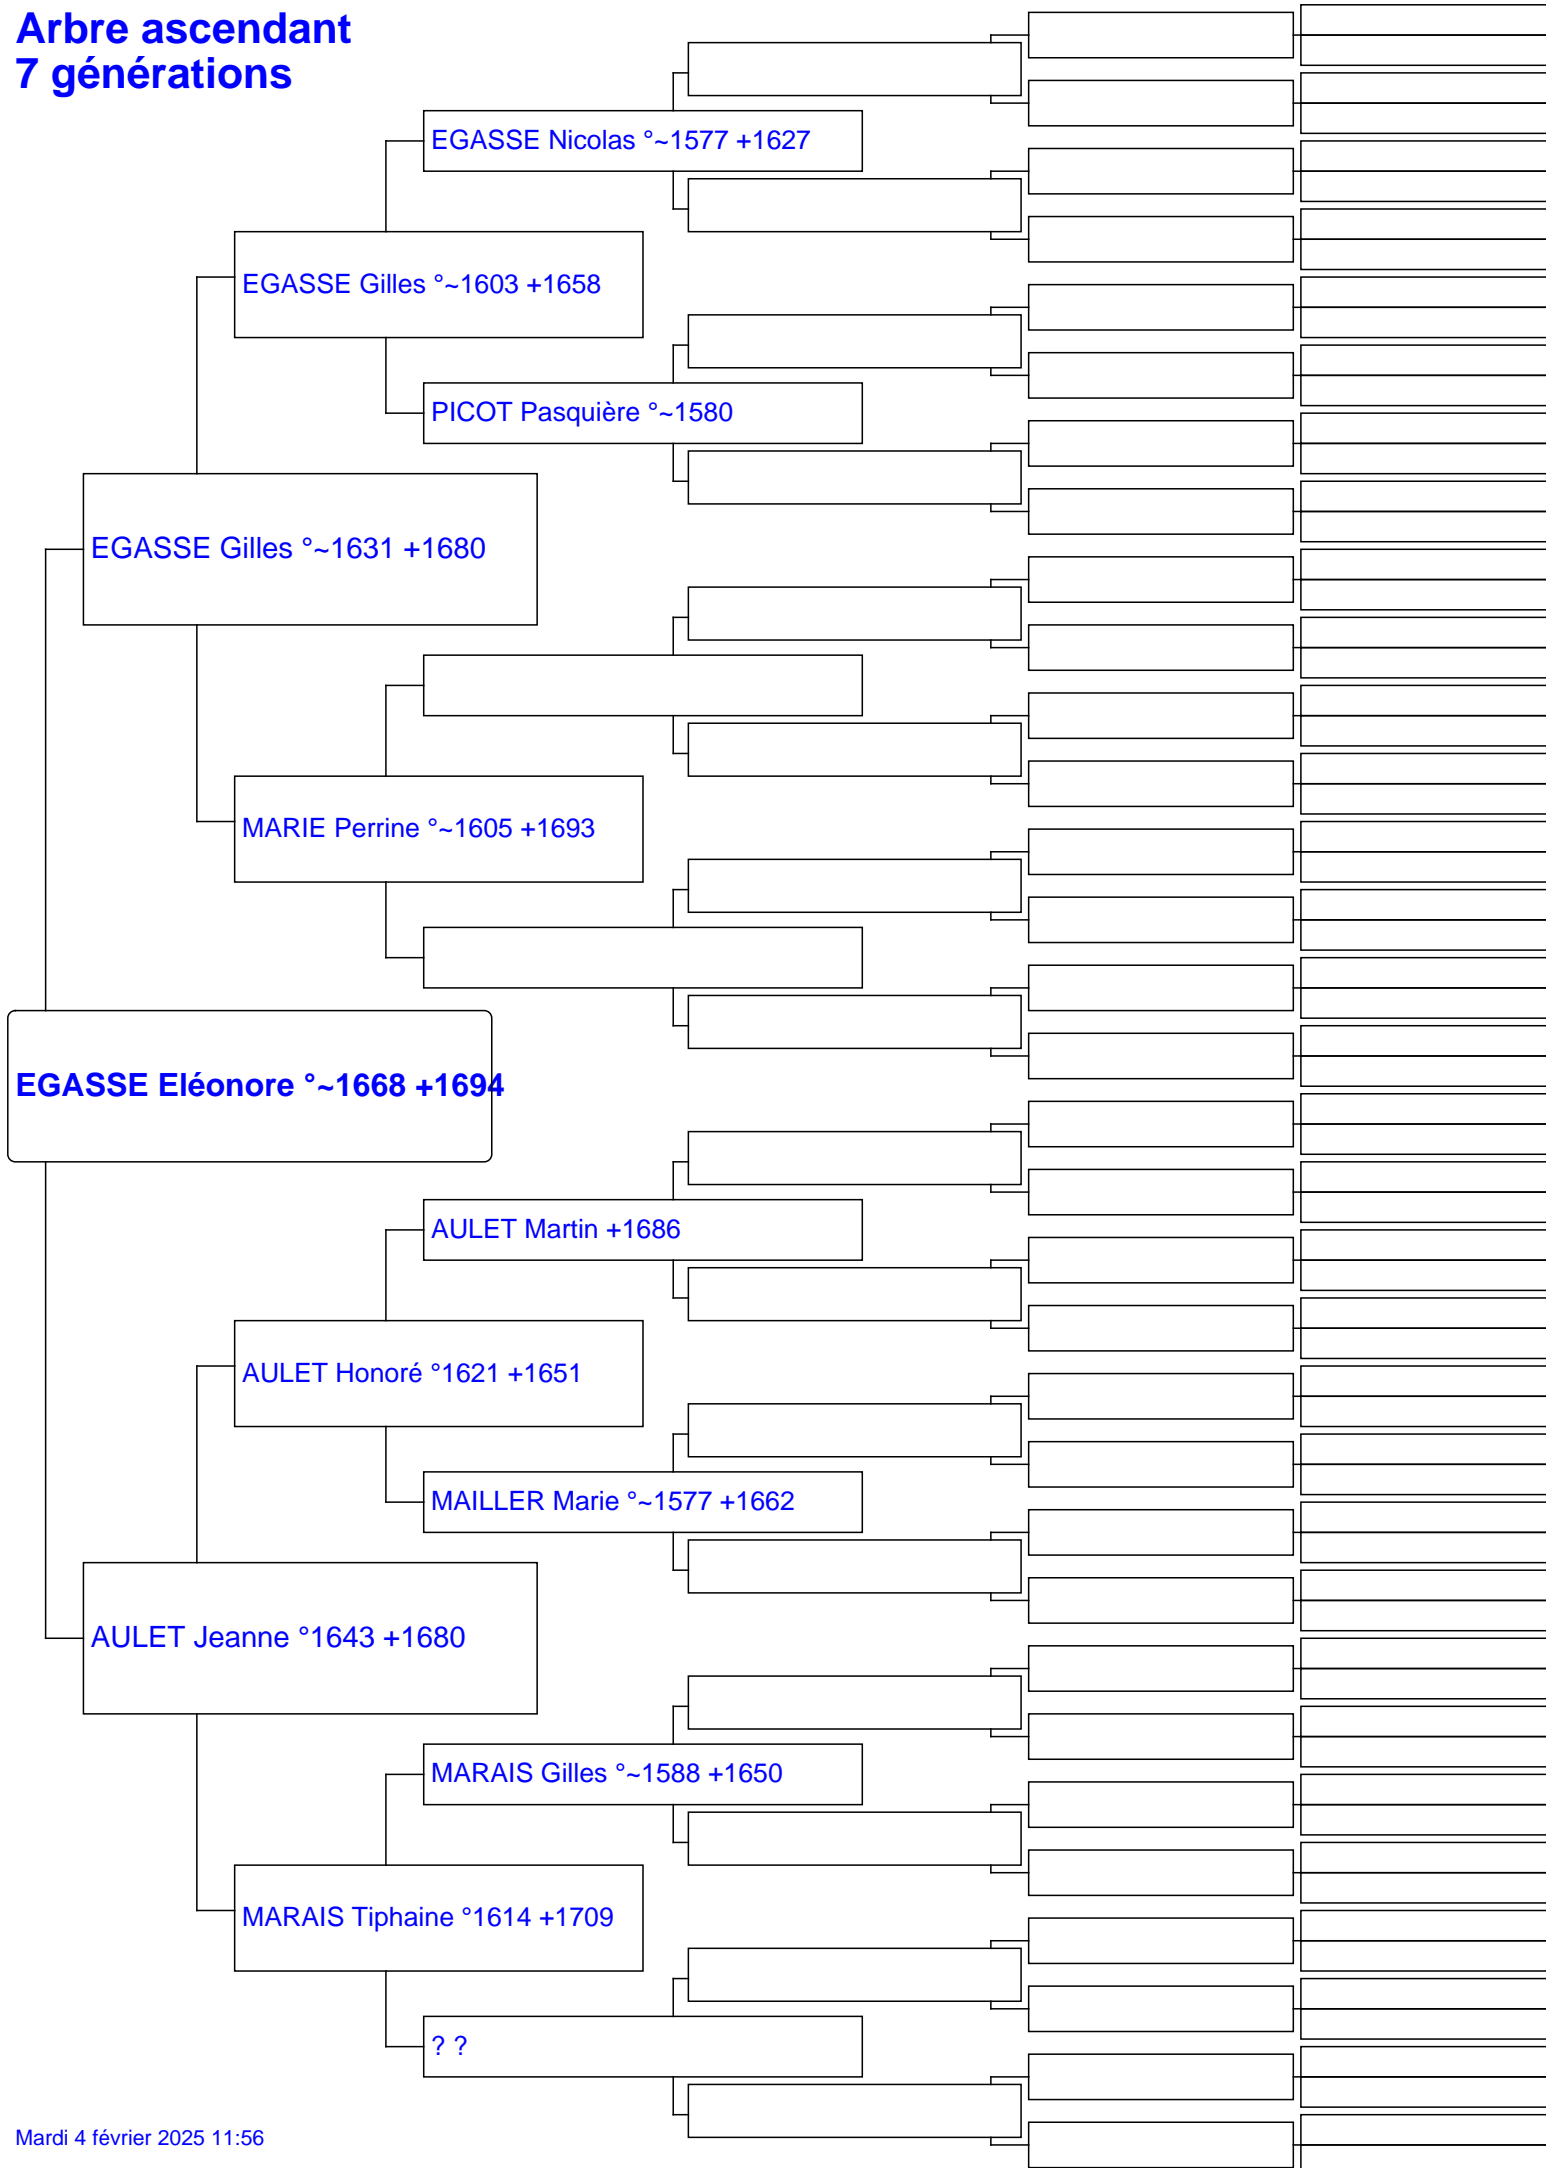 Arbre ascendant
7 générations
EGASSE Nicolas °~1577 +1627
EGASSE Gilles °~1603 +1658
PICOT Pasquière °~1580
EGASSE Gilles °~1631 +1680
MARIE Perrine °~1605 +1693
EGASSE Eléonore °~1668 +1694
AULET Martin +1686
AULET Honoré °1621 +1651
MAILLER Marie °~1577 +1662
AULET Jeanne °1643 +1680
MARAIS Gilles °~1588 +1650
MARAIS Tiphaine °1614 +1709
? ?
Mardi 4 février 2025 11:56